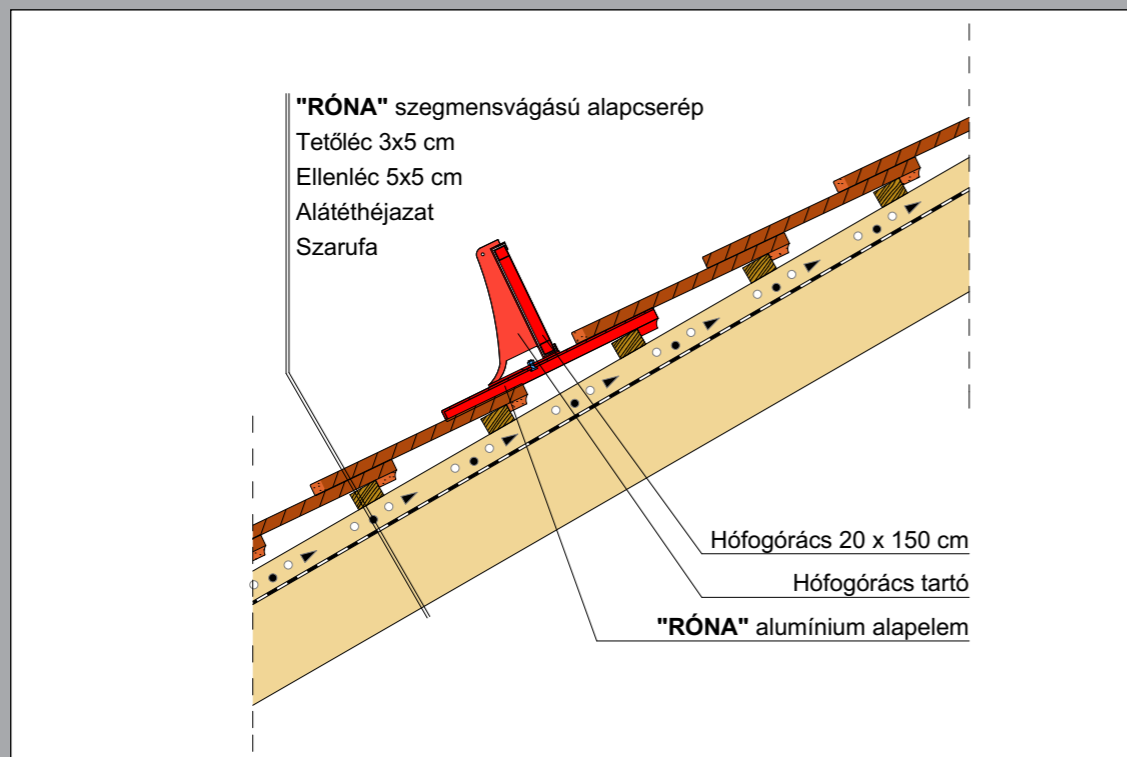 "RÓNA" szegmensvágású alapcserép
Tetőléc 3x5 cm
Ellenléc 5x5 cm
Alátéthéjazat
Szarufa
Hófogórács 20 x 150 cm
Hófogórács tartó
"RÓNA" alumínium alapelem